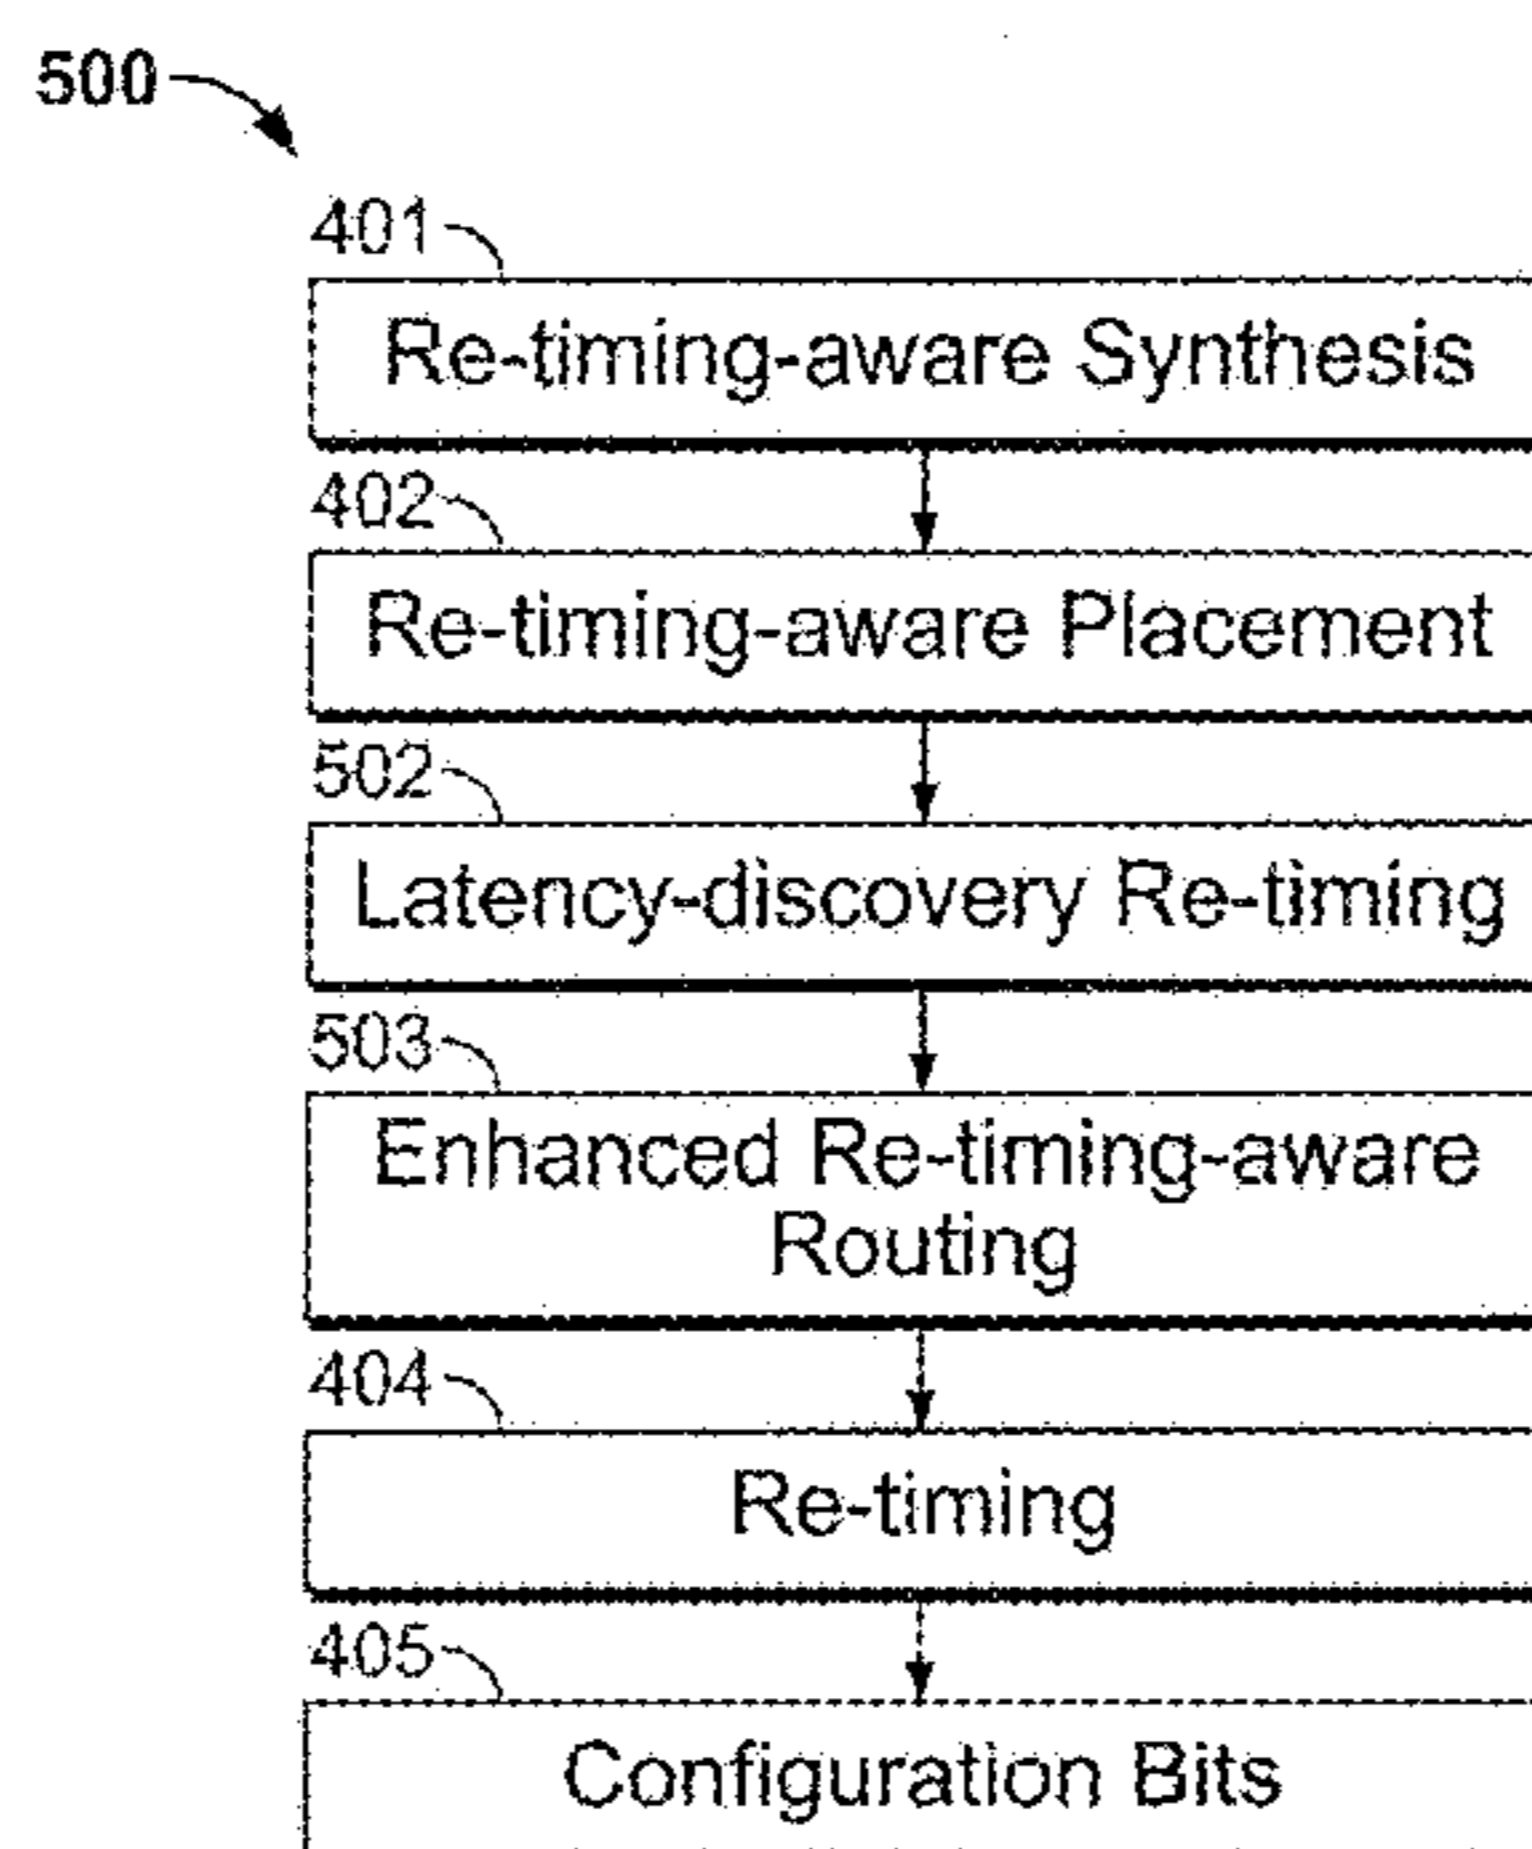 500
401
Re-timing-aware Synthesis
402
Re-timing-aware Placement
502
Latency-discovery Re-timing
503
Enhanced Re-timing-aware
Routing
404
Re-timing
405
Configuration Bits